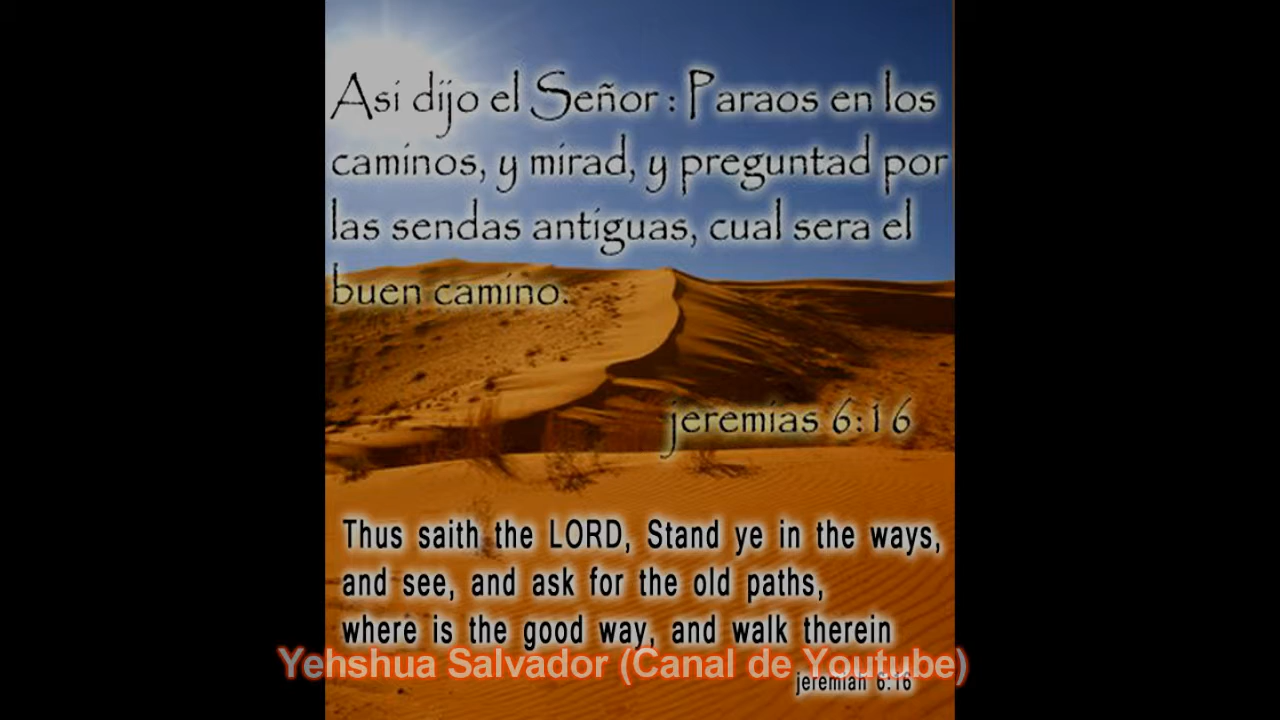 Asi dijo el Señor : Paraos en los
caminos, y mirad, y preguntad por
las sendas antiguas, cual sera el
buen camino.
jeremias 6:16
Thus saith the LORD, Stand ye in the ways,
and see, and ask for the old paths,
where is the good way, and walk therein
Yehshua Salvador (Canal de Youtube)
jeremiah 6:16